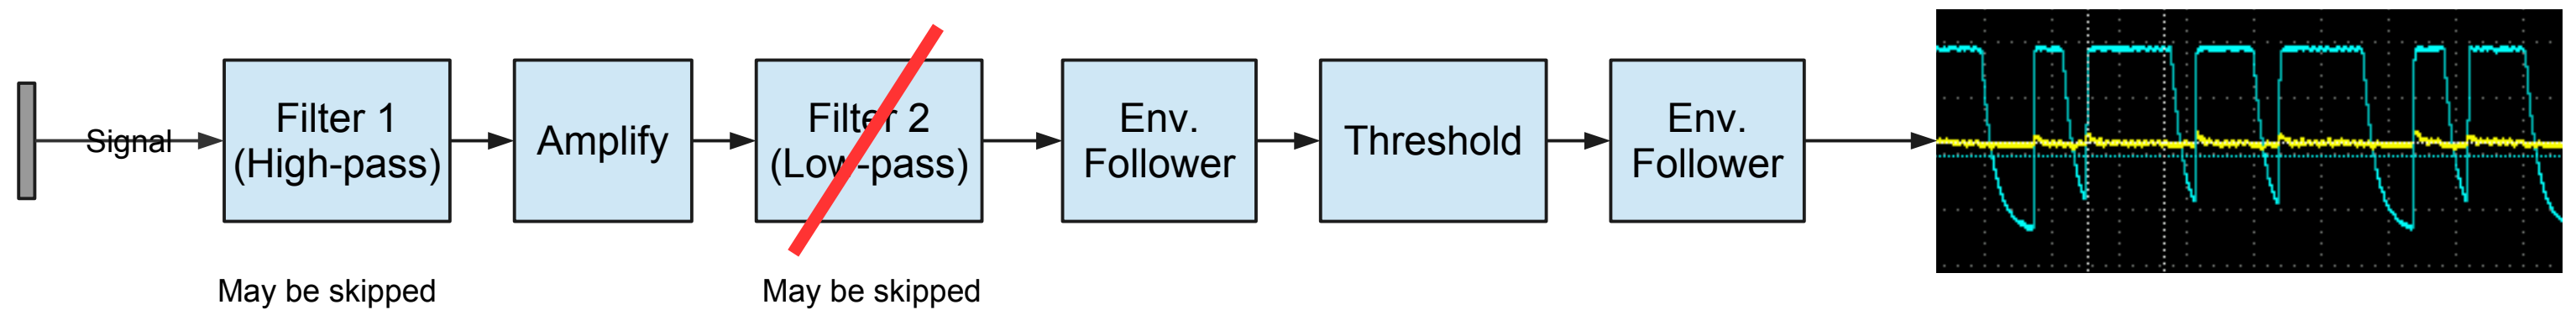 Signal
Filter 1
(High-pass)
Amplify
Filter 2
(Low-pass)
Env.
Follower
Threshold
Env.
Follower
May be skipped
May be skipped